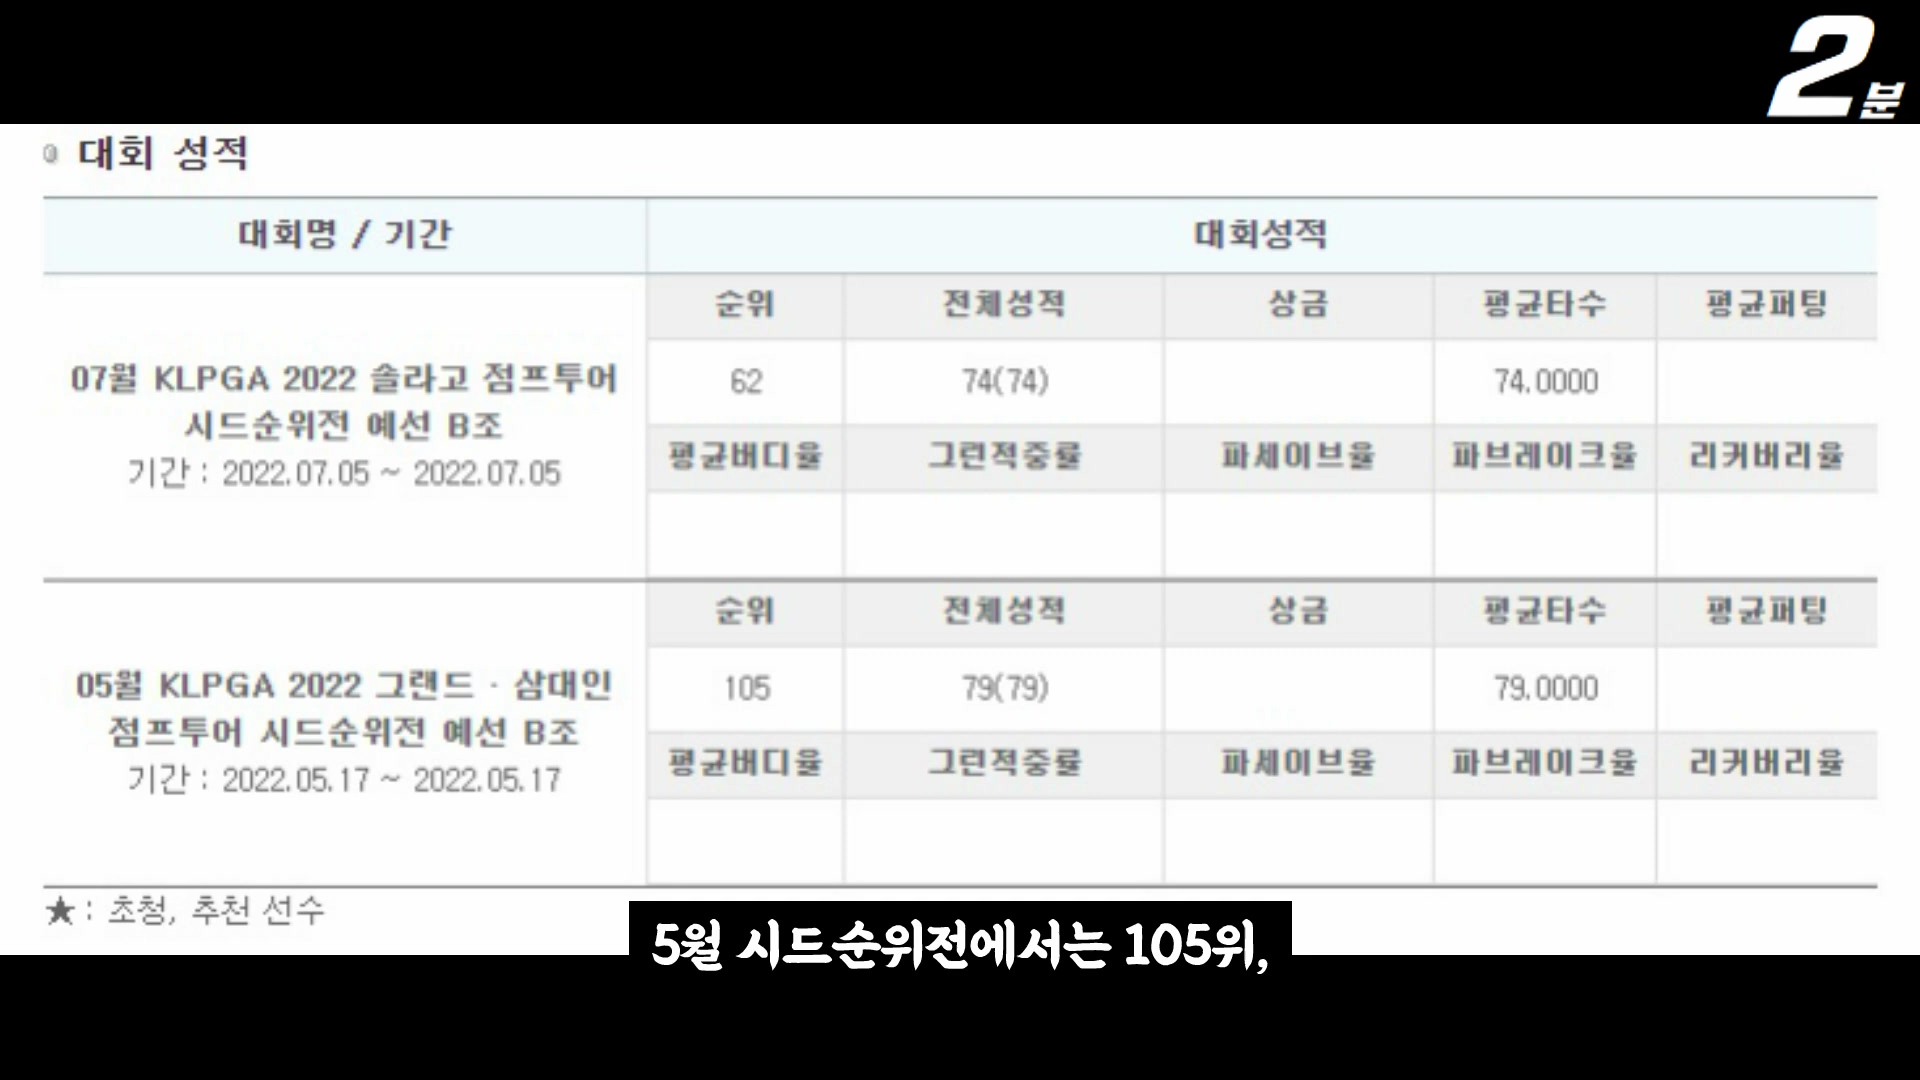 2분
대회 성적
대회명 / 기간 대회성적
순위 전체성적 상금 평균타수 평균퍼팅
07월 KLPGA 2022 솔라고 점프투어
시드순위전 예선 B조
기간 : 2022.07.05 ~ 2022.07.05
62 74(74) 74.0000
평균버디율 그린적중률 파세이브율 파브레이크율 리커버리율
순위 전체성적 상금 평균타수 평균퍼팅
05월 KLPGA 2022 그랜드 · 삼대인
점프투어 시드순위전 예선 B조
기간 : 2022.05.17 ~ 2022.05.17
105 79(79) 79.0000
평균버디율 그린적중률 파세이브율 파브레이크율 리커버리율
★ : 초청, 추천 선수
5월 시드순위전에서는 105위,